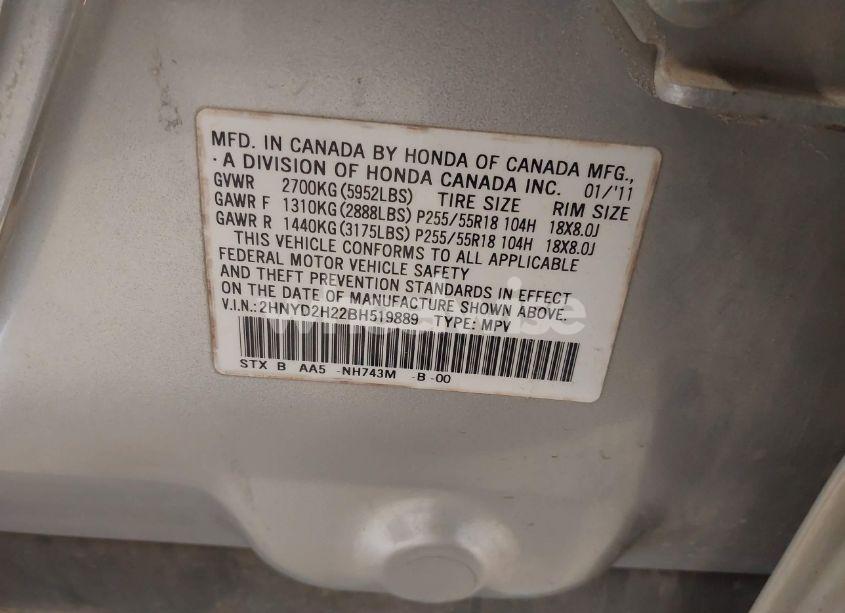 MFD. IN CANADA BY HONDA OF CANADA MFG.,
A DIVISION OF HONDA CANADA INC. 01/'11
GVWR 2700KG(5952LBS) TIRE SIZE RIM SIZE
GAWR F 1310KG(2888LBS) P255/55R18 104H 18X8.0J
GAWR R 1440KG(3175LBS) P255/55R18 104H 18X8.0J
THIS VEHICLE CONFORMS TO ALL APPLICABLE
FEDERAL MOTOR VEHICLE SAFETY
AND THEFT PREVENTION STANDARDS IN EFFECT
ON THE DATE OF MANUFACTURE SHOWN ABOVE.
V.I.N.:2HNYD2H22BH519889 TYPE: MPV
STX B AA5 -NH743M -B -00